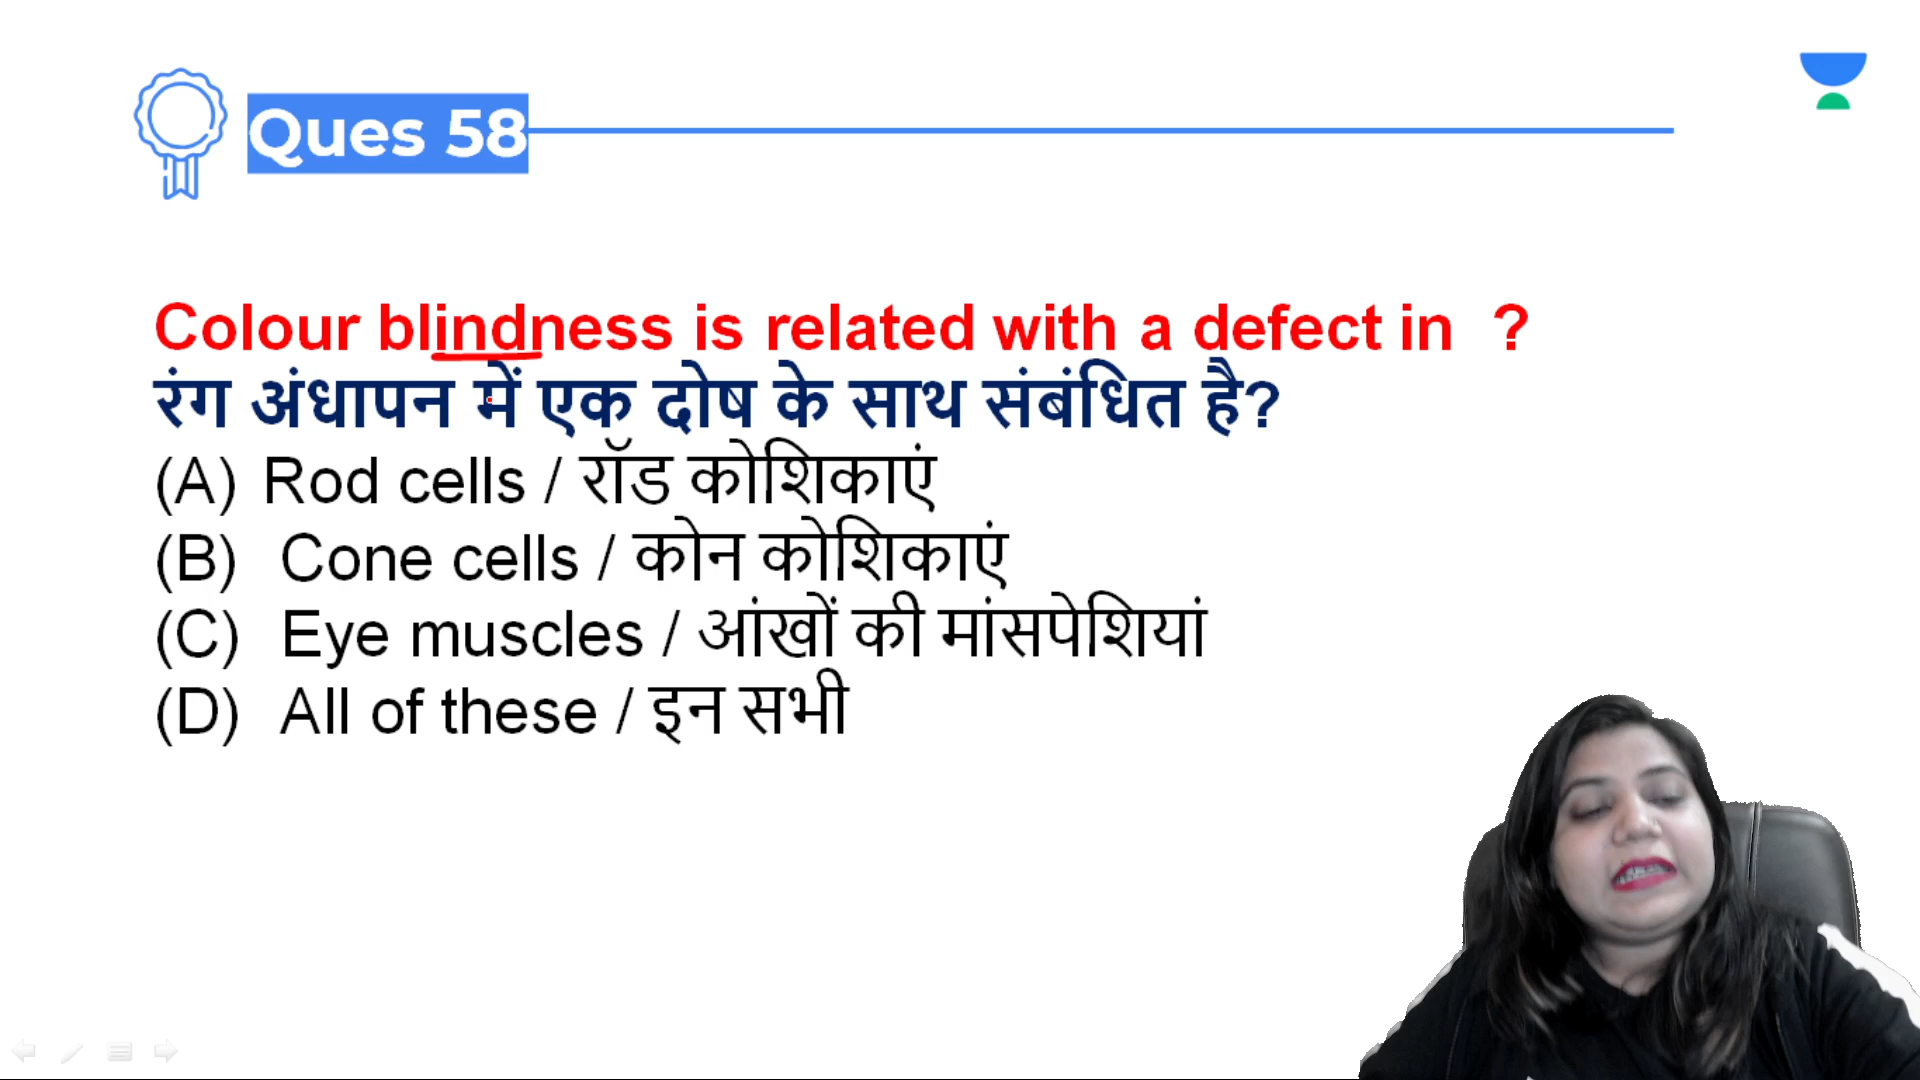 Ques 58
Colour blindness is related with a defect in ?
रंग अंधापन में एक दोष के साथ संबंधित है?
(A) Rod cells / रॉड कोशिकाएं
(B) Cone cells / कोन कोशिकाएं
(C) Eye muscles / आंखों की मांसपेशियां
(D) All of these / इन सभी